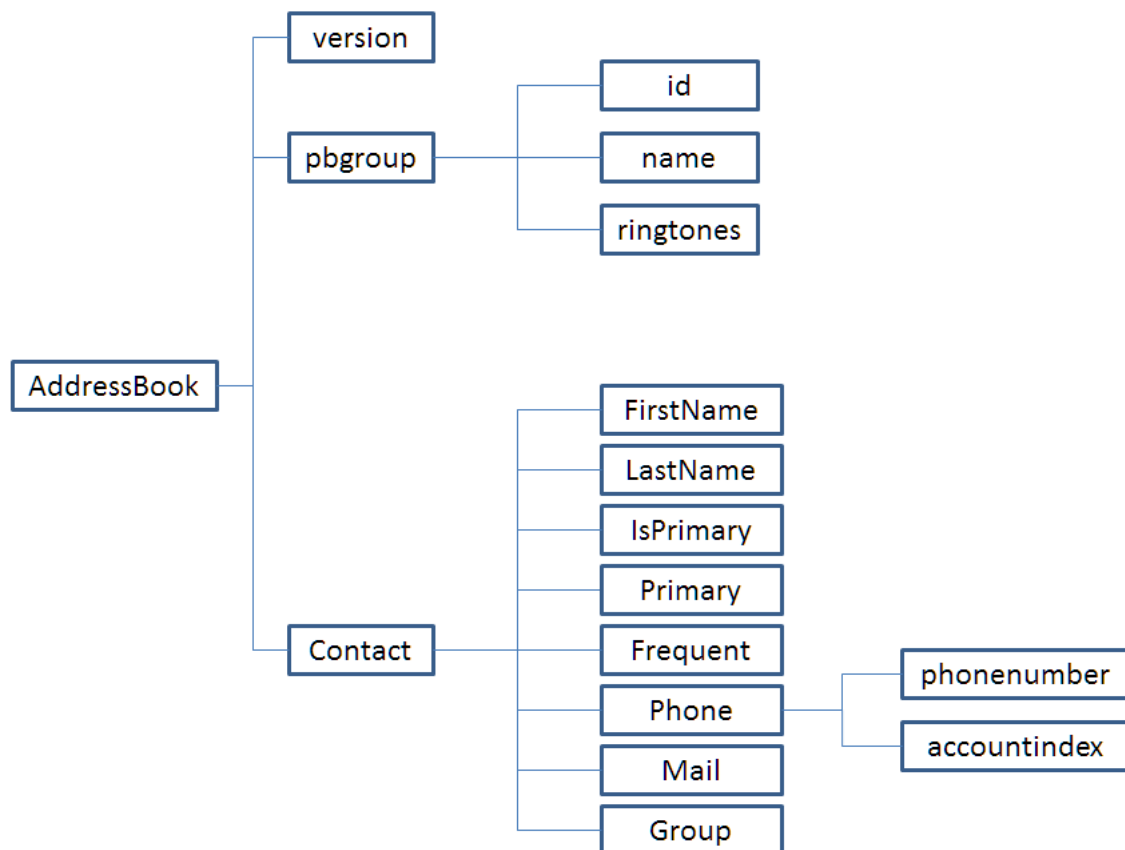 version
id
pbgroup
name
ringtones
AddressBook
FirstName
LastName
IsPrimary
Primary
Contact
Frequent
phonenumber
Phone
accountindex
Mail
Group